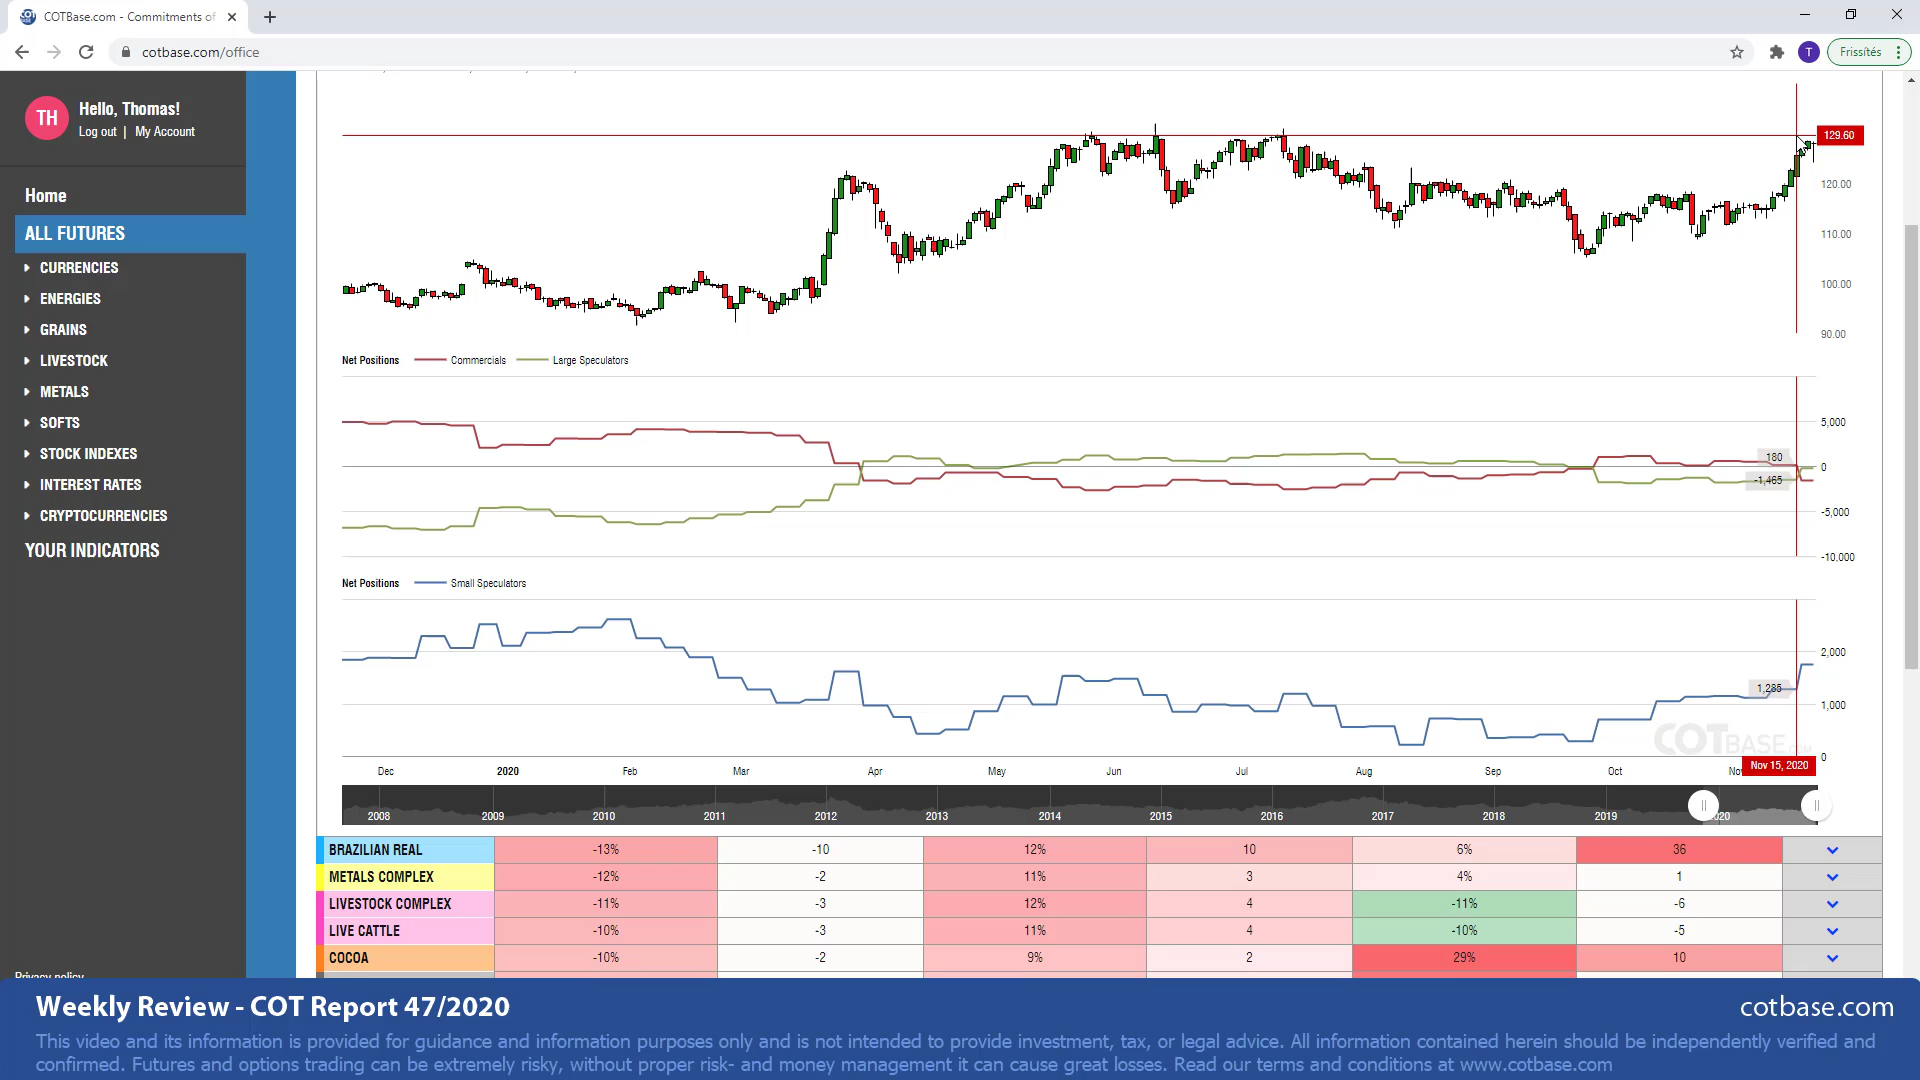 COTBase.com - Commitments of
cotbase.com/office
T
Frissítés
TH
Hello, Thomas!
Log out | My Account
Home
ALL FUTURES
CURRENCIES
ENERGIES
GRAINS
LIVESTOCK
METALS
SOFTS
STOCK INDEXES
INTEREST RATES
CRYPTOCURRENCIES
YOUR INDICATORS
Privacy policy
129.60
120.00
110.00
100.00
90.00
Net Positions Commercials Large Speculators
5,000
180
0
-1,465
-5,000
-10,000
Net Positions Small Speculators
2,000
1,285
1,000
COTBASE.COM
0
Dec 2020 Feb Mar Apr May Jun Jul Aug Sep Oct Nov 15, 2020
2008 2009 2010 2011 2012 2013 2014 2015 2016 2017 2018 2019 2020
BRAZILIAN REAL -13% -10 12% 10 6% 36
METALS COMPLEX -12% -2 11% 3 4% 1
LIVESTOCK COMPLEX -11% -3 12% 4 -11% -6
LIVE CATTLE -10% -3 11% 4 -10% -5
COCOA -10% -2 9% 2 29% 10
Weekly Review - COT Report 47/2020
cotbase.com
This video and its information is provided for guidance and information purposes only and is not intended to provide investment, tax, or legal advice. All information contained herein should be independently verified and
confirmed. Futures and options trading can be extremely risky, without proper risk- and money management it can cause great losses. Read our terms and conditions at www.cotbase.com